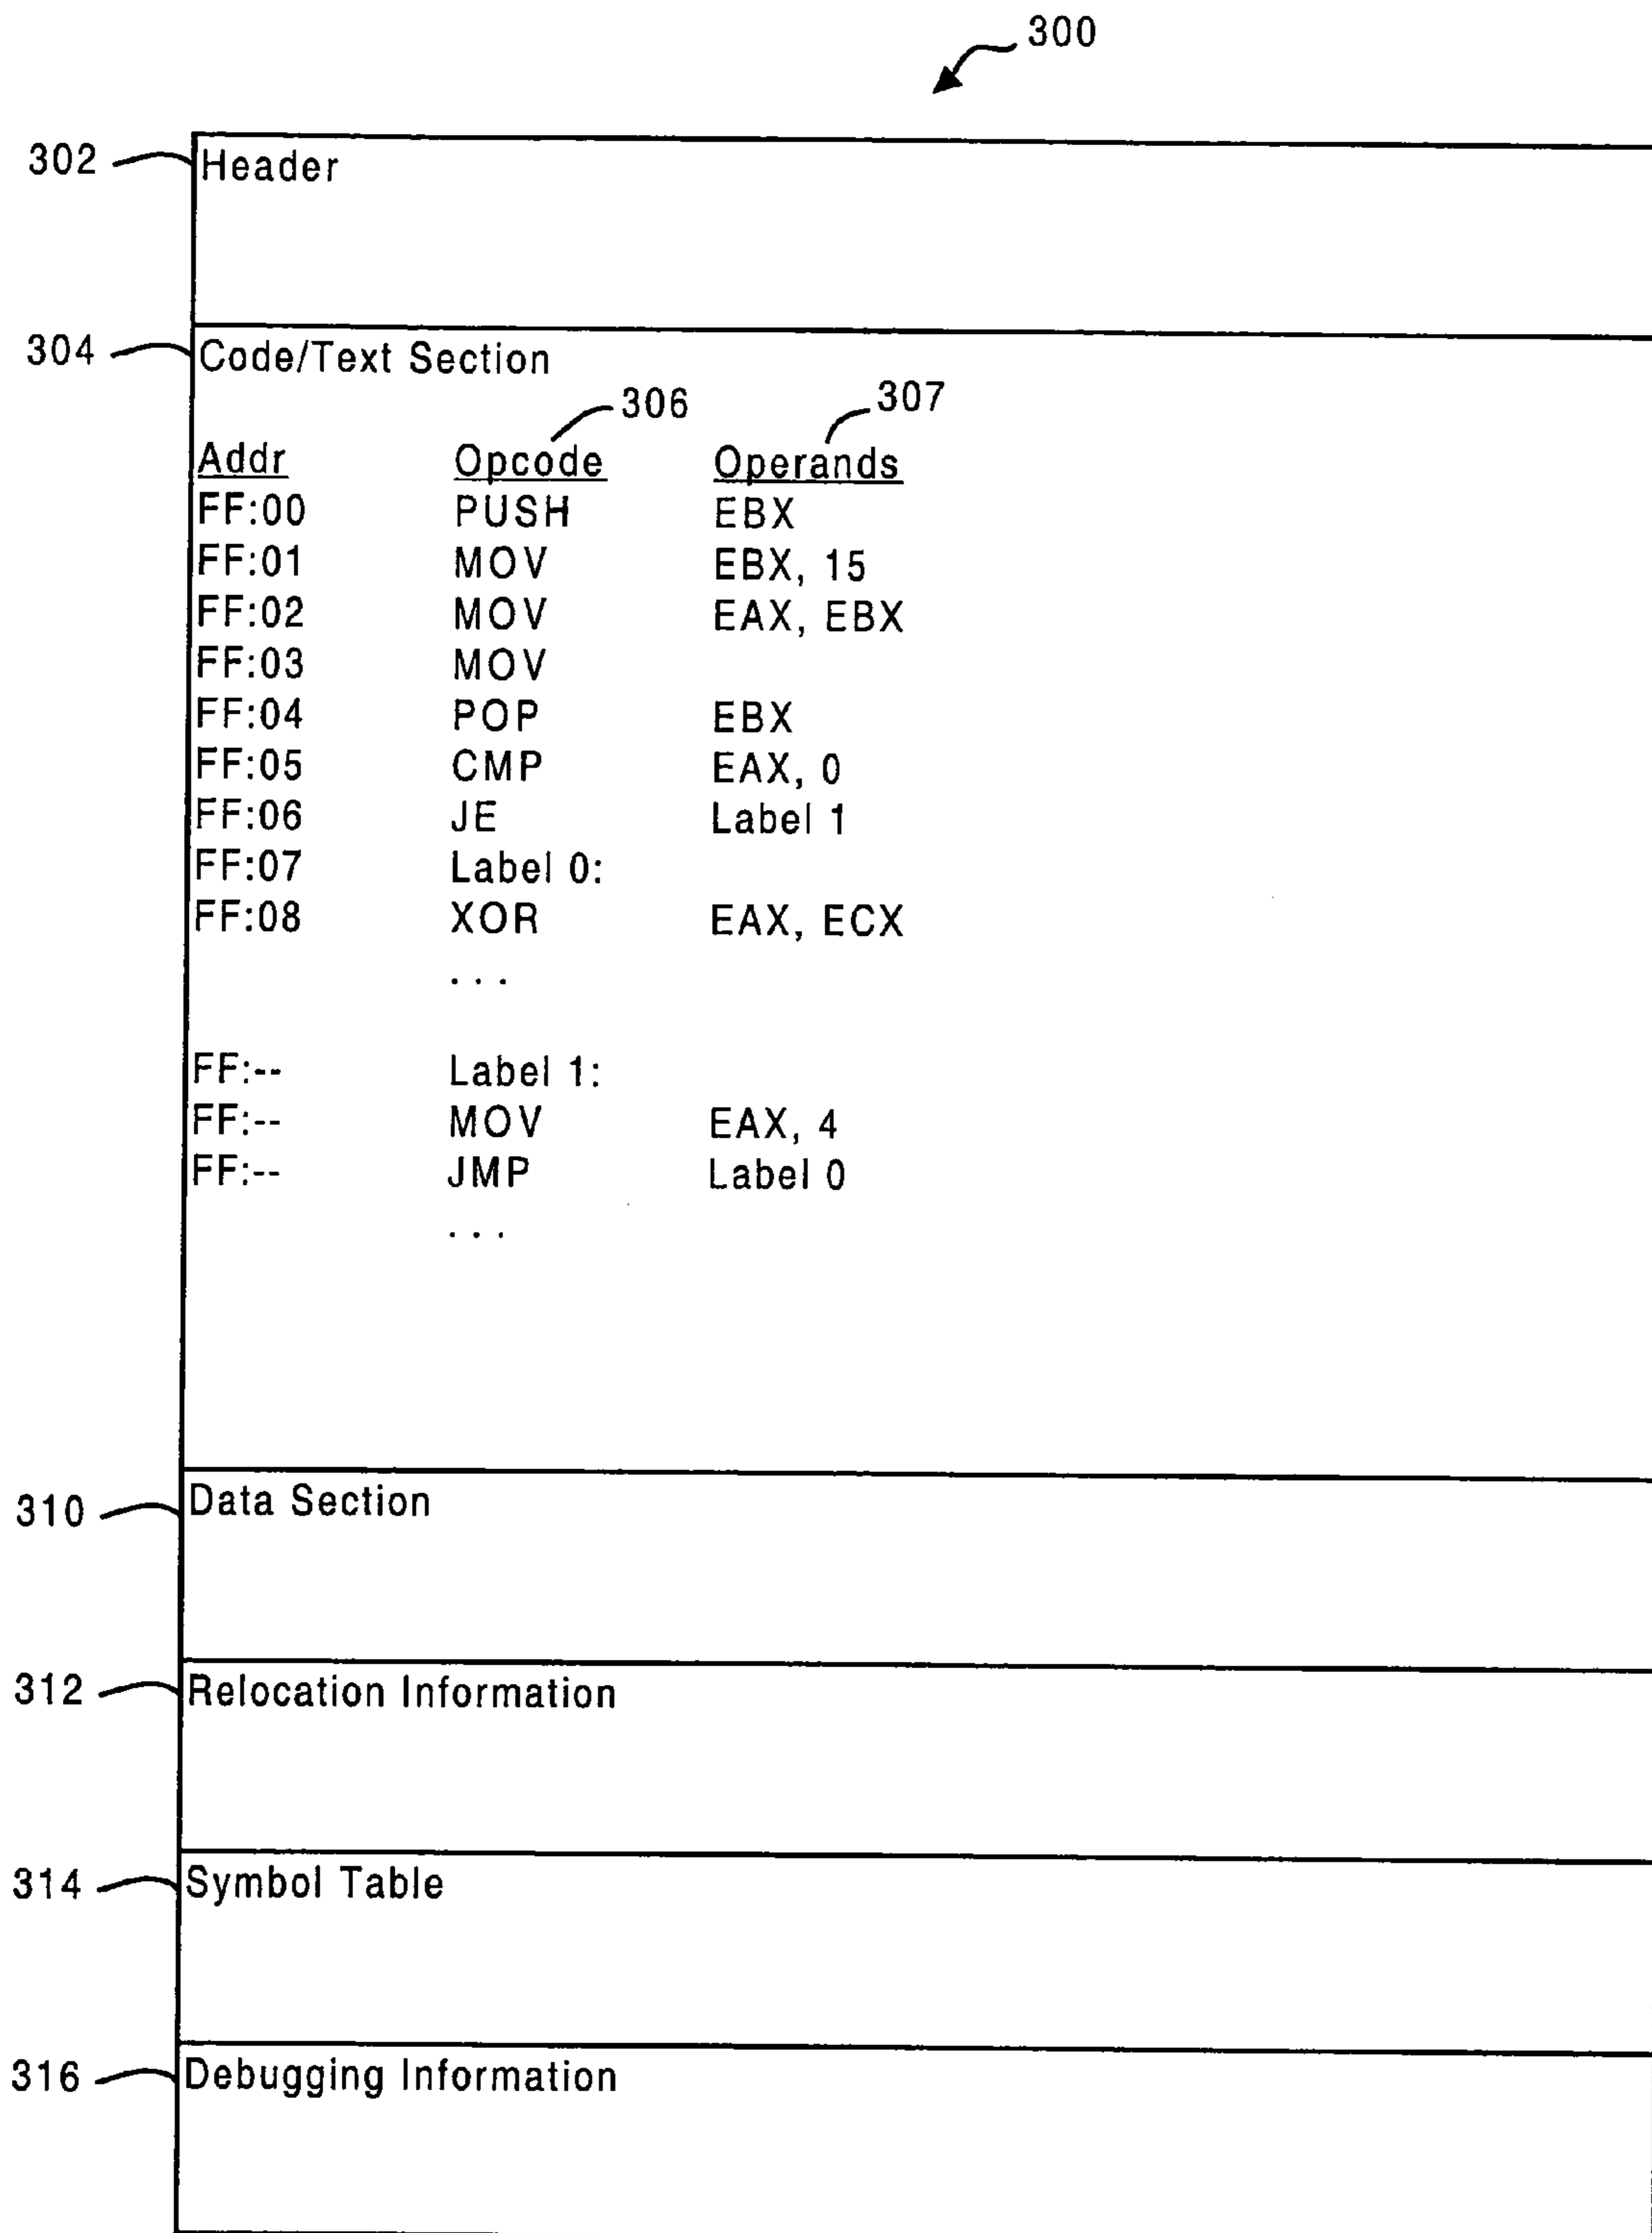 300
302 Header
304 Code/Text Section
306 307
Addr Opcode Operands
FF:00 PUSH EBX
FF:01 MOV EBX, 15
FF:02 MOV EAX, EBX
FF:03 MOV
FF:04 POP EBX
FF:05 CMP EAX, 0
FF:06 JE Label 1
FF:07 Label 0:
FF:08 XOR EAX, ECX
. . .
FF:-- Label 1:
FF:-- MOV EAX, 4
FF:-- JMP Label 0
. . .
310 Data Section
312 Relocation Information
314 Symbol Table
316 Debugging Information